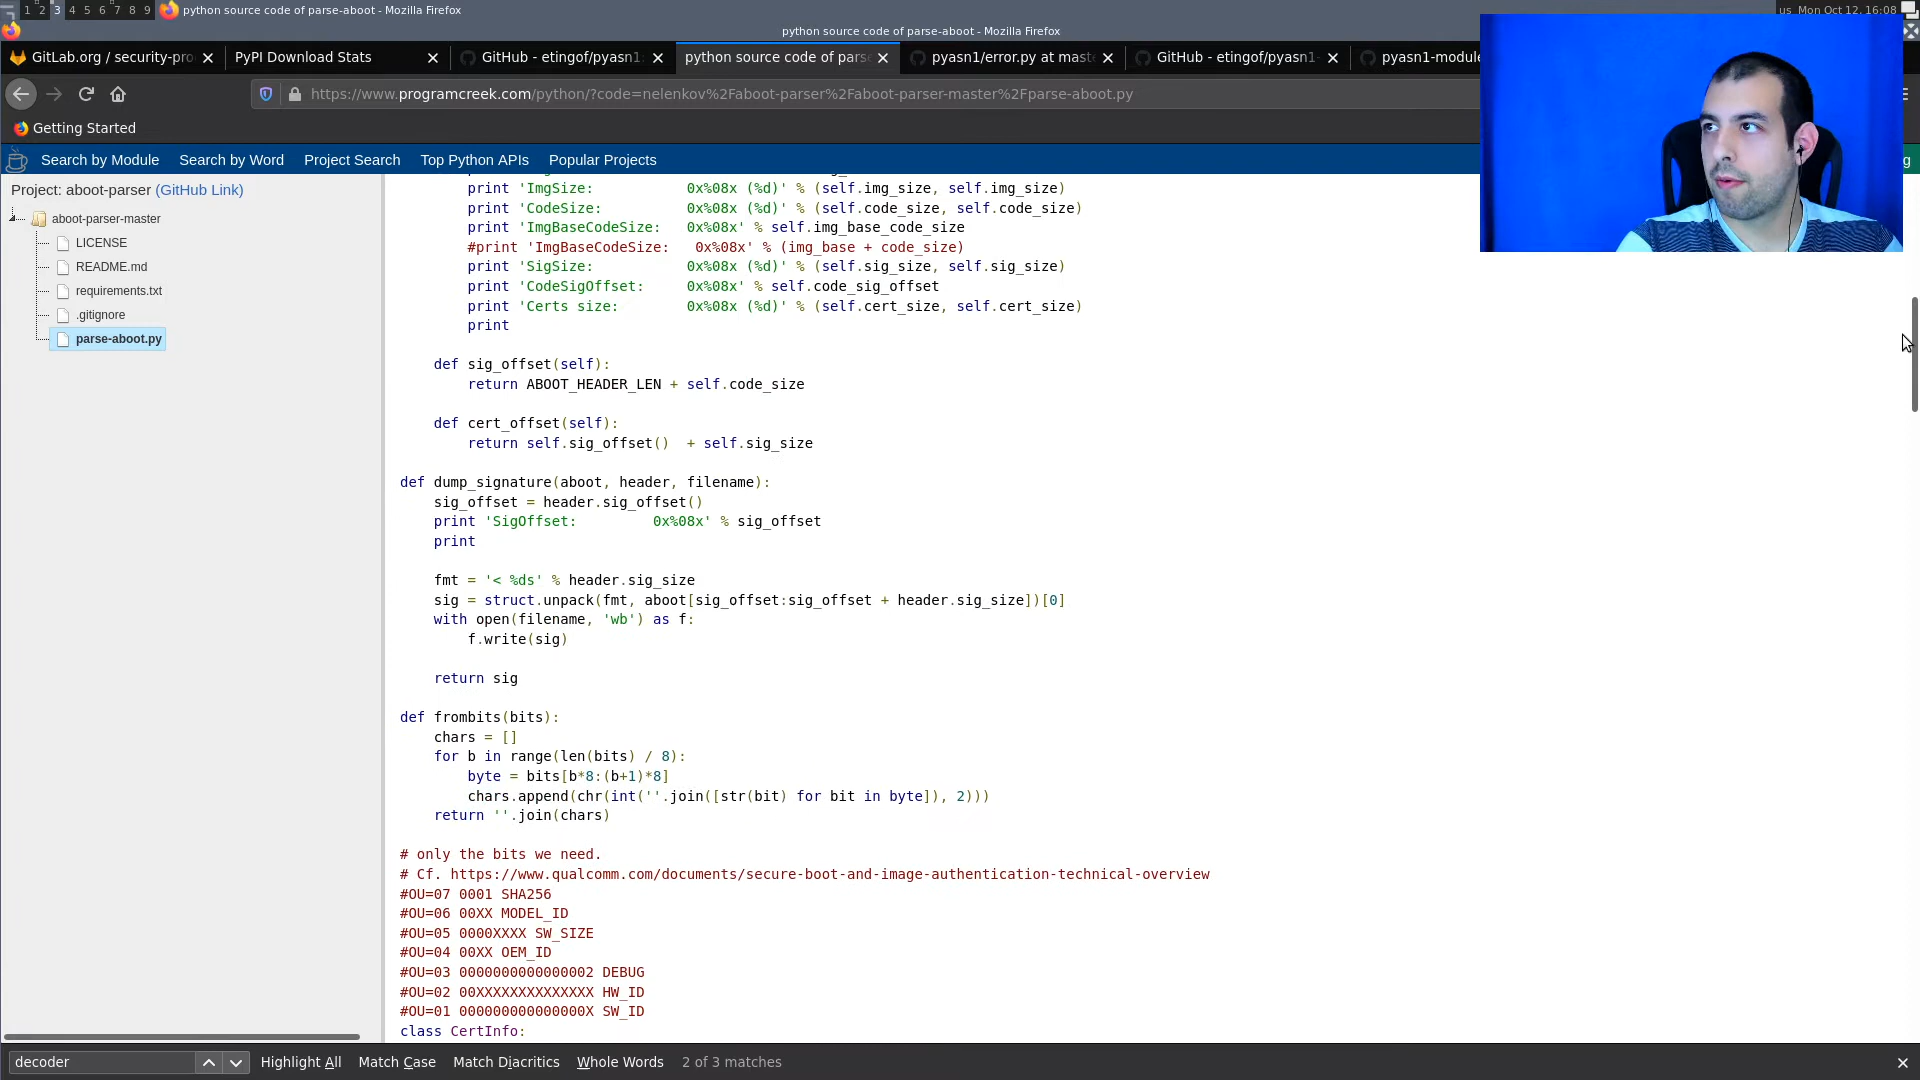 1 2 3 4 5 6 7 8 9 python source code of parse-aboot - Mozilla Firefox
us Mon Oct 12, 16:08
python source code of parse-aboot - Mozilla Firefox
GitLab.org / security-pro
PyPI Download Stats
GitHub - etingof/pyasn1:
python source code of parse
pyasn1/error.py at maste
GitHub - etingof/pyasn1-
pyasn1-module
https://www.programcreek.com/python/?code=nelenkov%2Faboot-parser%2Faboot-parser-master%2Fparse-aboot.py
Getting Started
Search by Module Search by Word Project Search Top Python APIs Popular Projects
Project: aboot-parser (GitHub Link)
aboot-parser-master
LICENSE
README.md
requirements.txt
.gitignore
parse-aboot.py
print 'ImgSize:           0x%08x (%d)' % (self.img_size, self.img_size)
print 'CodeSize:          0x%08x (%d)' % (self.code_size, self.code_size)
print 'ImgBaseCodeSize:   0x%08x' % self.img_base_code_size
#print 'ImgBaseCodeSize:   0x%08x' % (img_base + code_size)
print 'SigSize:           0x%08x (%d)' % (self.sig_size, self.sig_size)
print 'CodeSigOffset:     0x%08x' % self.code_sig_offset
print 'Certs size:        0x%08x (%d)' % (self.cert_size, self.cert_size)
print
def sig_offset(self):
return ABOOT_HEADER_LEN + self.code_size
def cert_offset(self):
return self.sig_offset()  + self.sig_size
def dump_signature(aboot, header, filename):
sig_offset = header.sig_offset()
print 'SigOffset:         0x%08x' % sig_offset
print
fmt = '< %ds' % header.sig_size
sig = struct.unpack(fmt, aboot[sig_offset:sig_offset + header.sig_size])[0]
with open(filename, 'wb') as f:
f.write(sig)
return sig
def frombits(bits):
chars = []
for b in range(len(bits) / 8):
byte = bits[b*8:(b+1)*8]
chars.append(chr(int(''.join([str(bit) for bit in byte]), 2)))
return ''.join(chars)
# only the bits we need.
# Cf. https://www.qualcomm.com/documents/secure-boot-and-image-authentication-technical-overview
#OU=07 0001 SHA256
#OU=06 00XX MODEL_ID
#OU=05 0000XXXX SW_SIZE
#OU=04 00XX OEM_ID
#OU=03 0000000000000002 DEBUG
#OU=02 00XXXXXXXXXXXXXX HW_ID
#OU=01 000000000000000X SW_ID
class CertInfo:
decoder Highlight All Match Case Match Diacritics Whole Words 2 of 3 matches